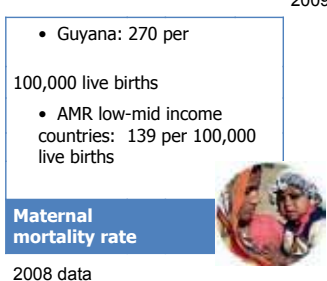 2009
• Guyana: 270 per
100,000 live births
• AMR low-mid income
countries: 139 per 100,000
live births
Maternal
mortality rate
2008 data